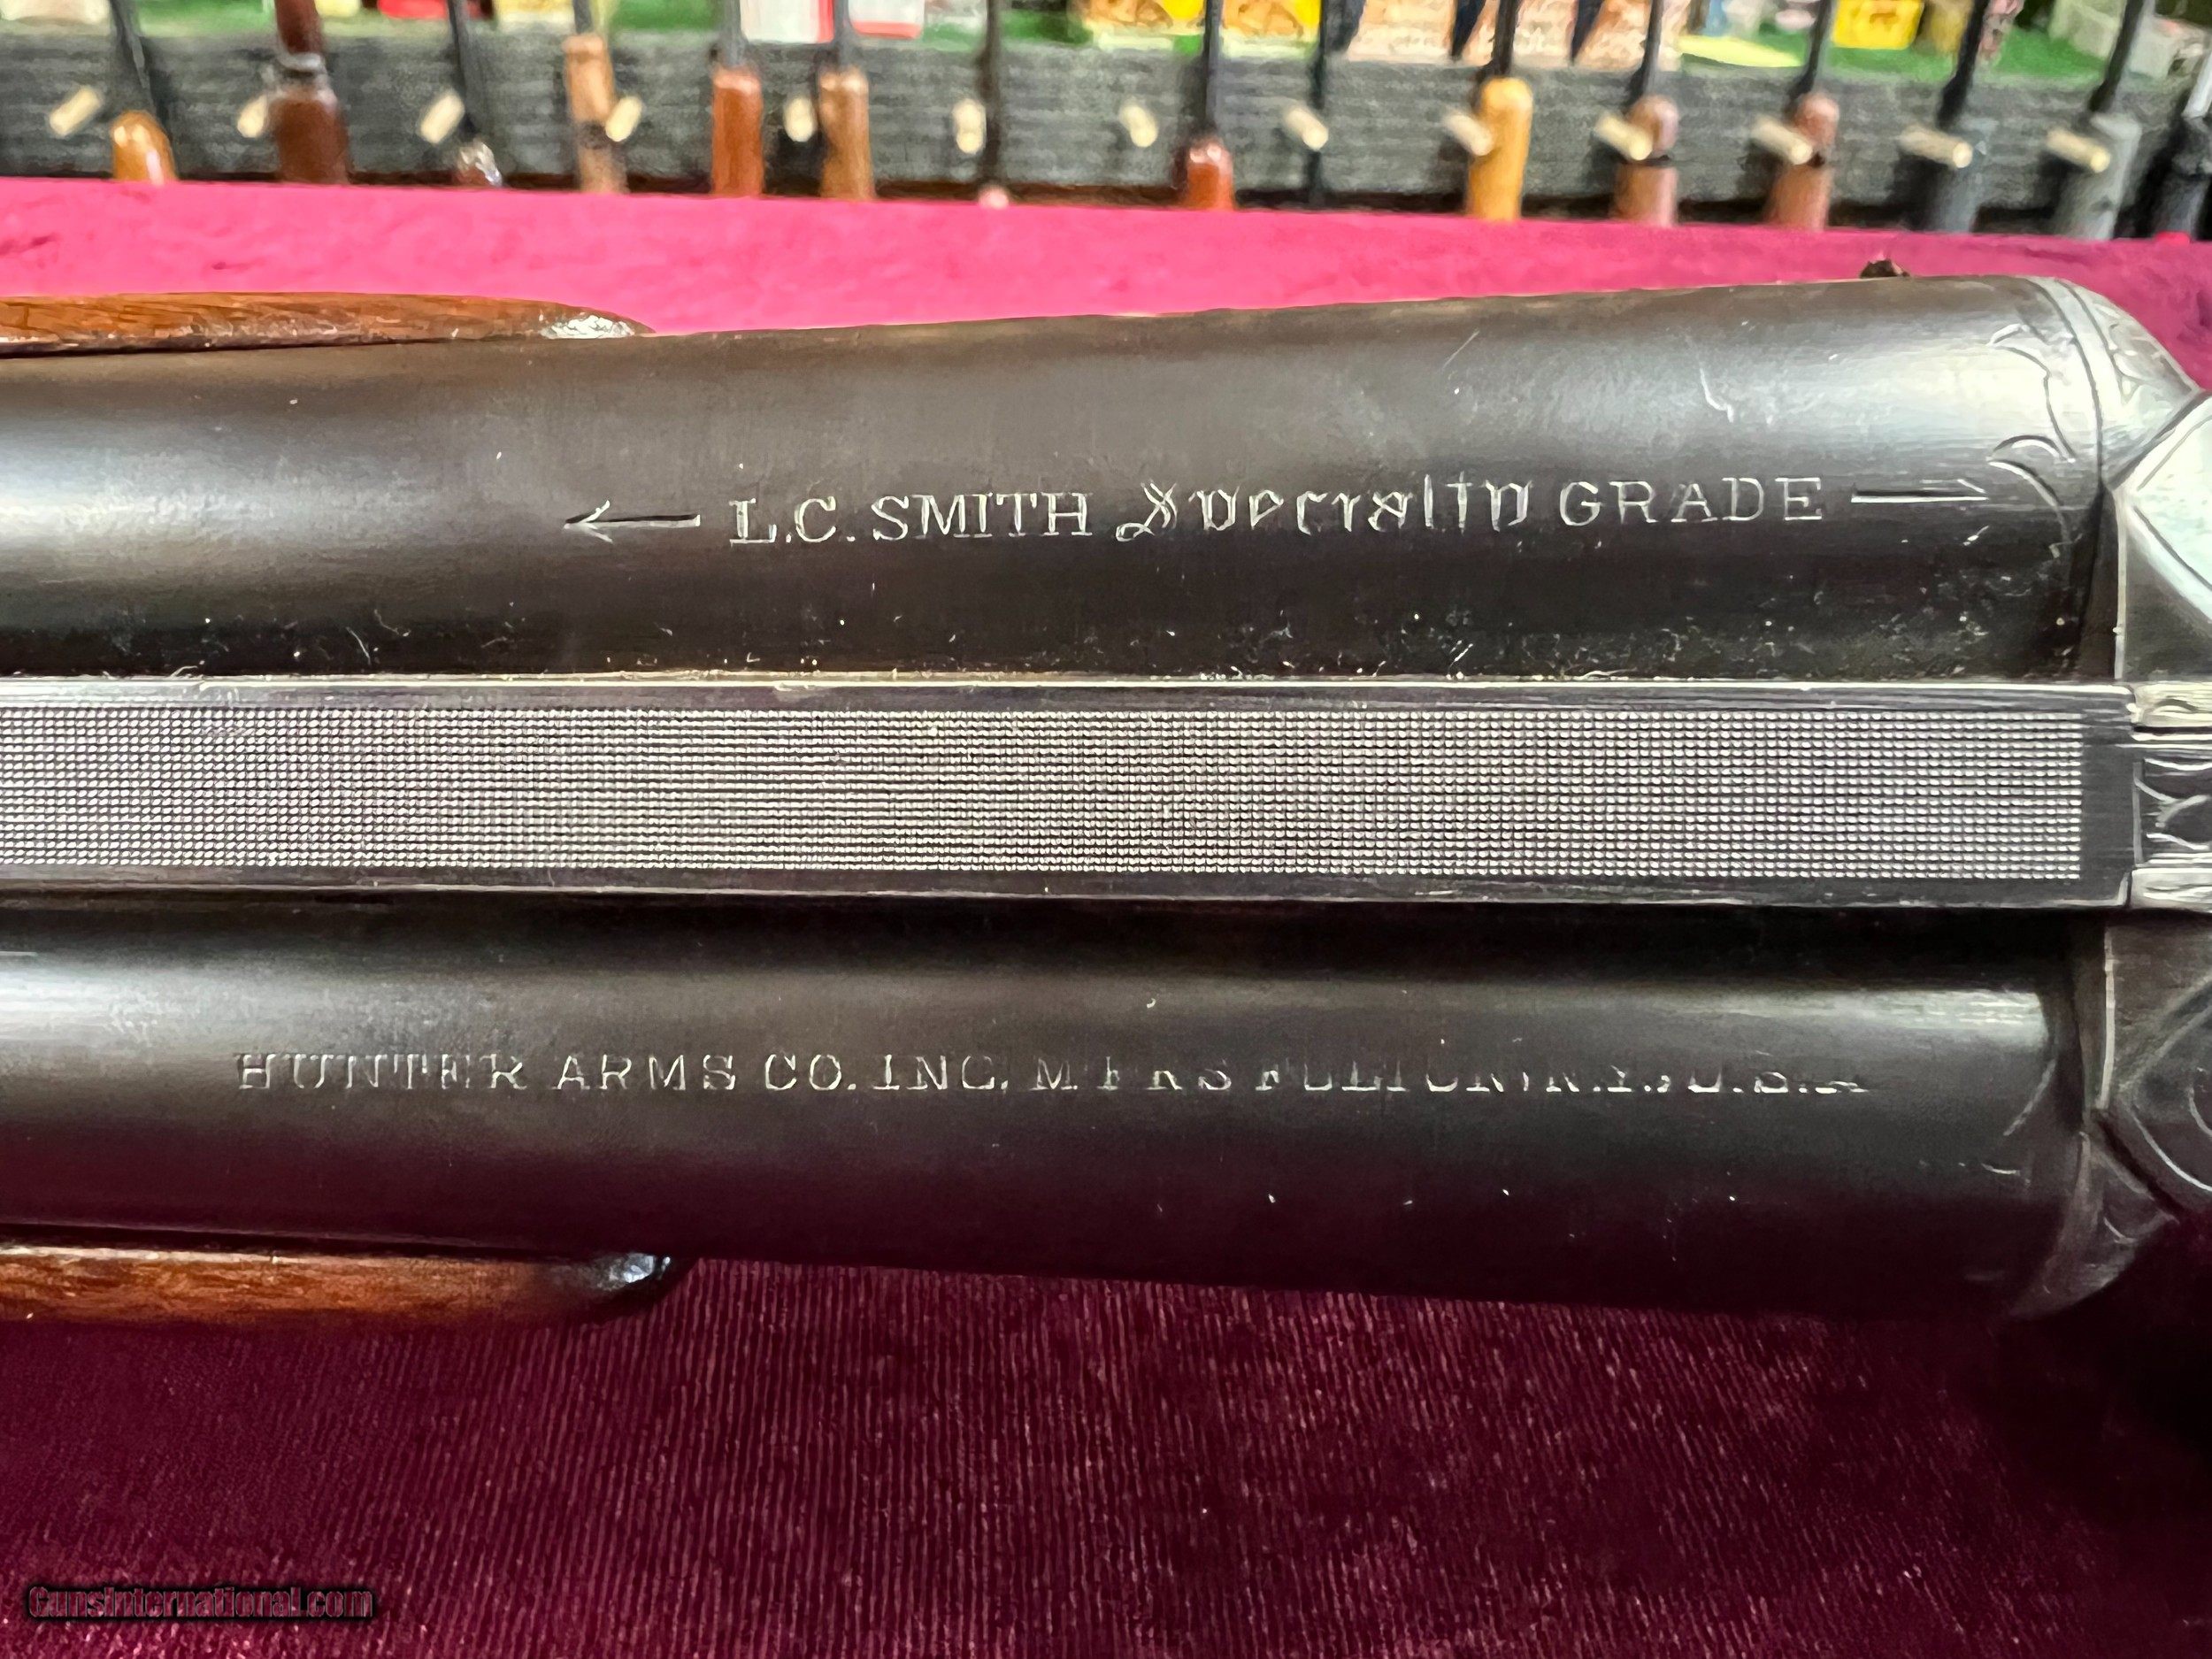 ← L.C. SMITH Specialty GRADE →
HUNTER ARMS CO. INC. MFRS FULTON, N.Y., U.S.A
GunsInternational.com